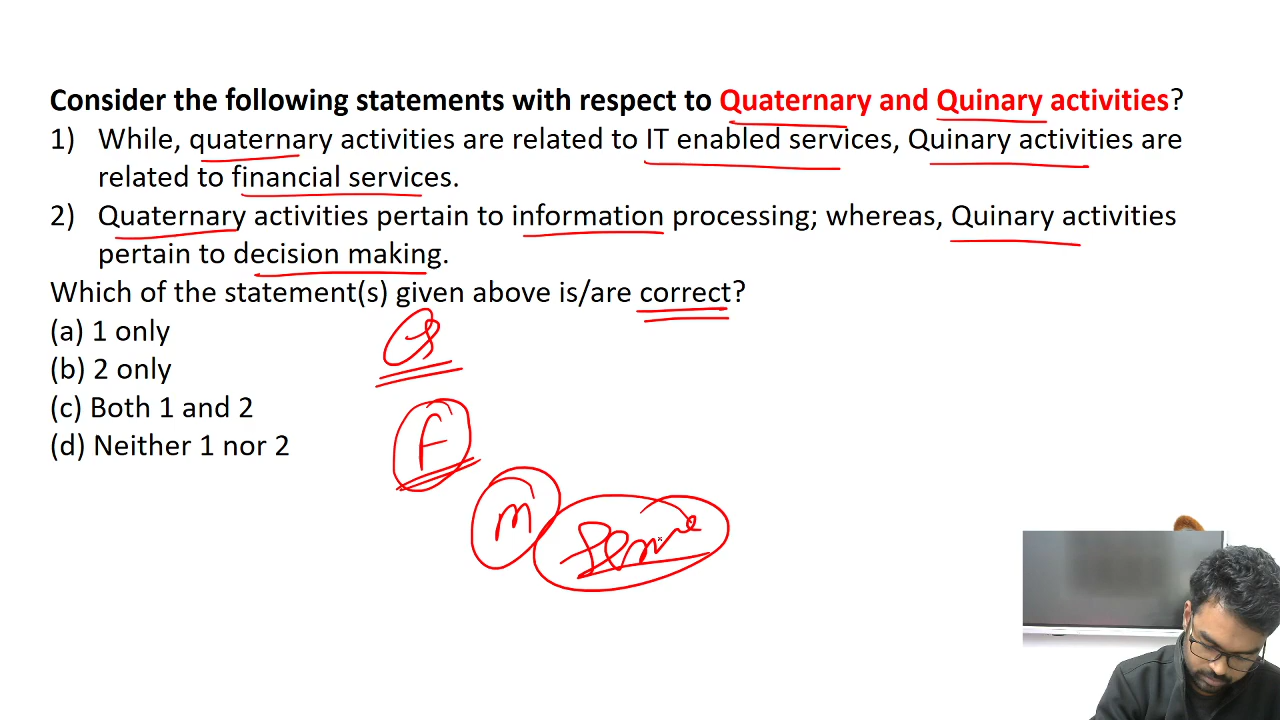 Consider the following statements with respect to Quaternary and Quinary activities?
1) While, quaternary activities are related to IT enabled services, Quinary activities are
related to financial services.
2) Quaternary activities pertain to information processing; whereas, Quinary activities
pertain to decision making.
Which of the statement(s) given above is/are correct?
(a) 1 only
(b) 2 only
(c) Both 1 and 2
(d) Neither 1 nor 2
F
m